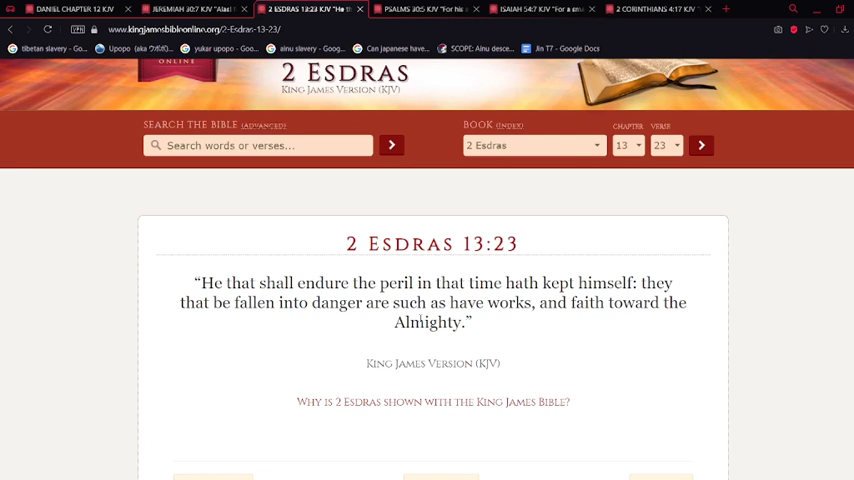 DANIEL CHAPTER 12 KJV
JEREMIAH 30:7 KJV "Alas!
2 ESDRAS 13:23 KJV "He th
PSALMS 30:5 KJV "For his
ISAIAH 54:7 KJV "For a sma
2 CORINTHIANS 4:17 KJV
VPN
www.kingjamesbibleonline.org/2-Esdras-13-23/
tibetan slavery - Goo...
Upopo (aka ウポポ)...
yukar upopo - Goo...
ainu slavery - Goog...
Can japanese have...
SCOPE: Ainu desce...
Jin T7 - Google Docs
ONLINE
2 ESDRAS
KING JAMES VERSION (KJV)
SEARCH THE BIBLE (ADVANCED)
BOOK (INDEX)
CHAPTER
VERSE
Search words or verses...
2 Esdras
13
23
2 ESDRAS 13:23
“He that shall endure the peril in that time hath kept himself: they
that be fallen into danger are such as have works, and faith toward the
Almighty.”
KING JAMES VERSION (KJV)
WHY IS 2 ESDRAS SHOWN WITH THE KING JAMES BIBLE?